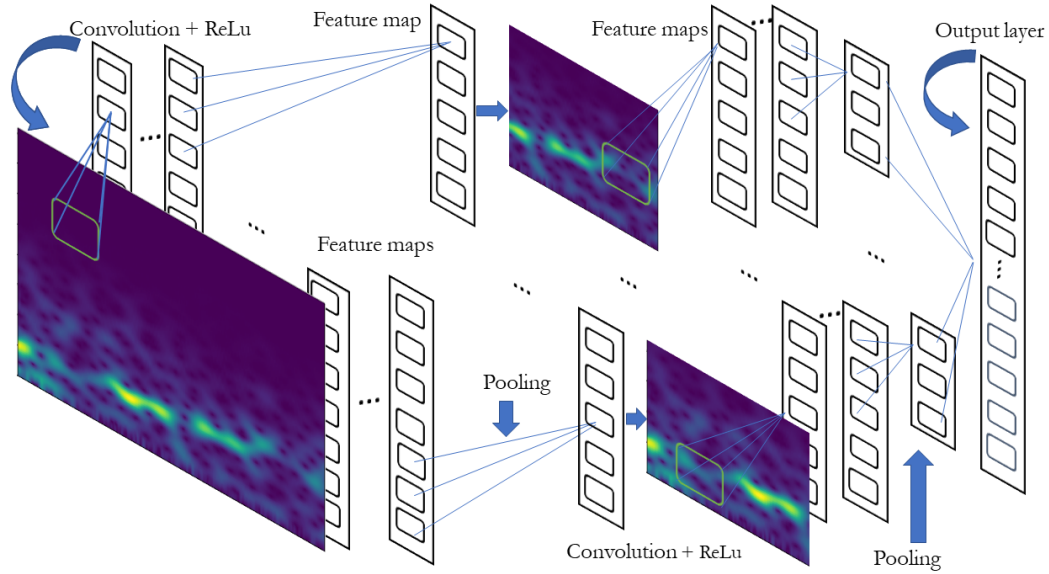 Convolution + ReLu
Feature map
Feature maps
Output layer
Feature maps
Pooling
Convolution + ReLu
Pooling